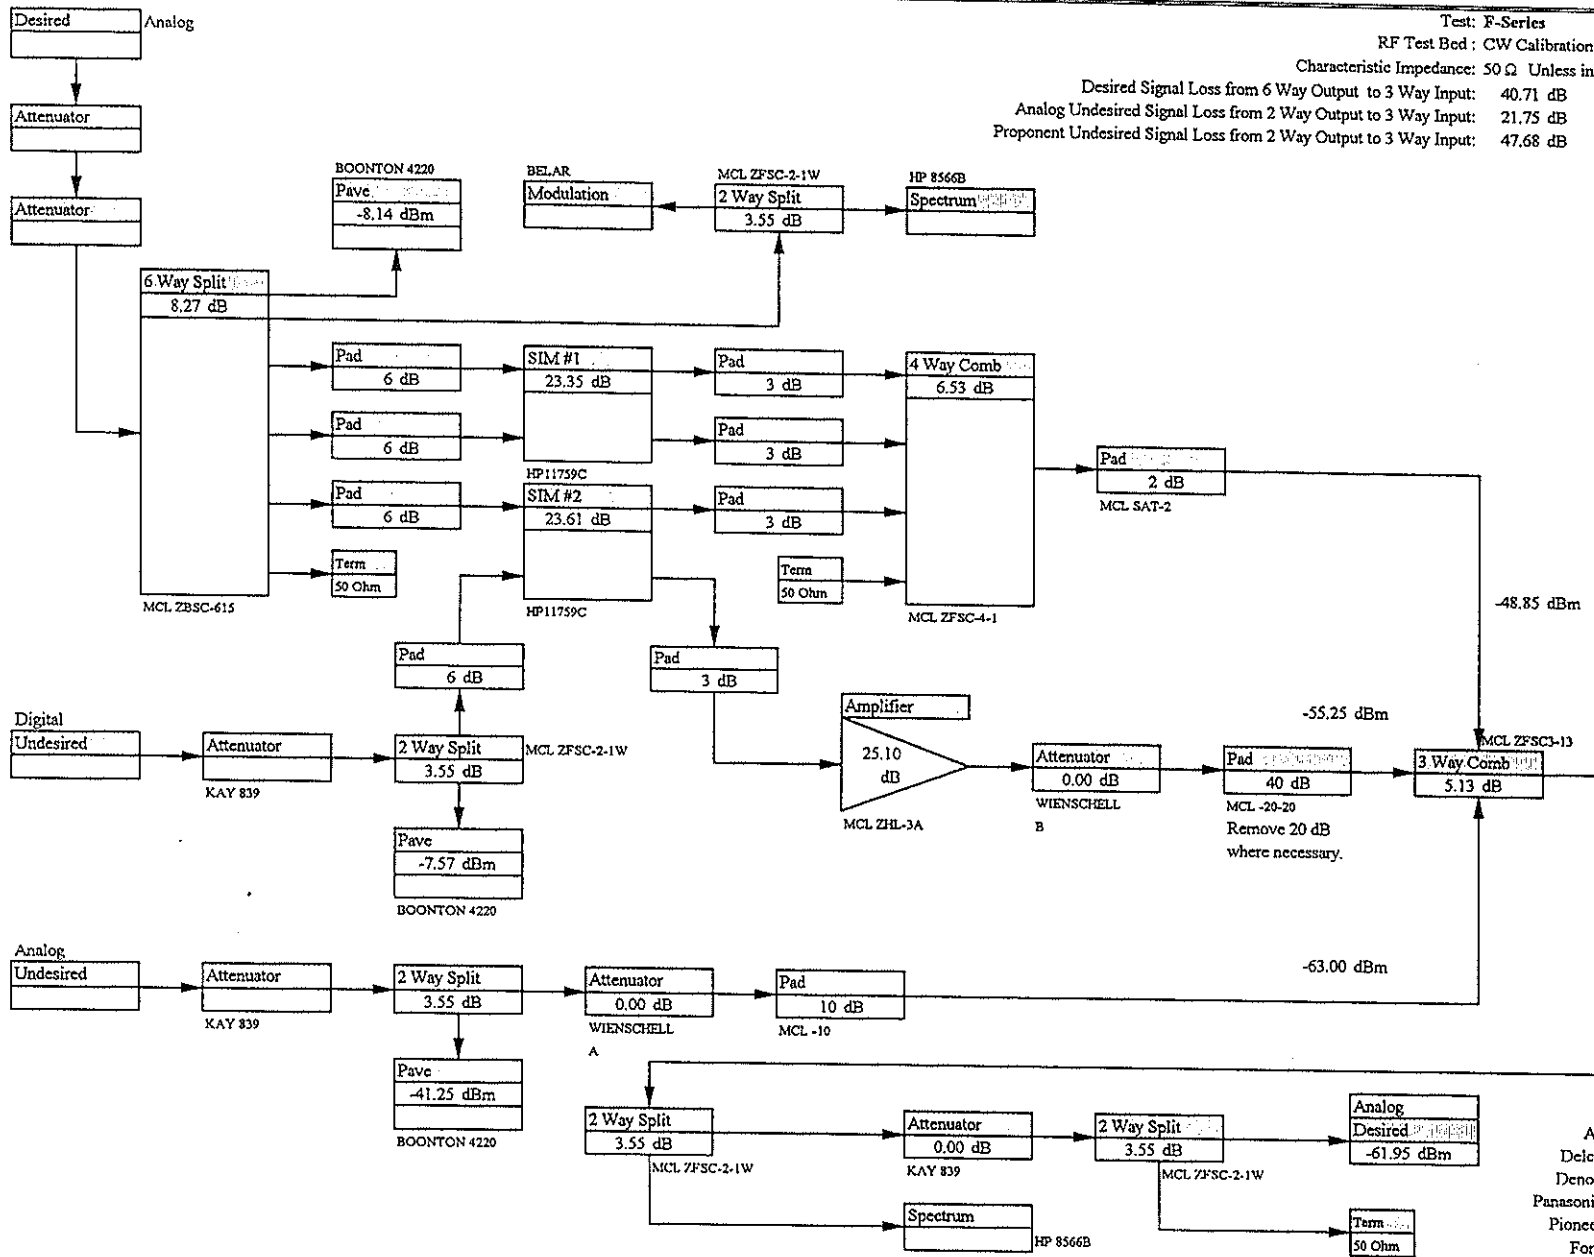 Desired
Analog
Test: F-Series
RF Test Bed : CW Calibration
Characteristic Impedance: 50 Ω Unless in
Desired Signal Loss from 6 Way Output to 3 Way Input: 40.71 dB
Analog Undesired Signal Loss from 2 Way Output to 3 Way Input: 21.75 dB
Proponent Undesired Signal Loss from 2 Way Output to 3 Way Input: 47.68 dB
Attenuator
Attenuator
BOONTON 4220
Pave
-8.14 dBm
BELAR
Modulation
MCL ZFSC-2-1W
2 Way Split
3.55 dB
HP 8566B
Spectrum
6 Way Split
8.27 dB
MCL ZBSC-615
Pad
6 dB
SIM #1
23.35 dB
Pad
3 dB
4 Way Comb
6.53 dB
Pad
6 dB
HP11759C
Pad
3 dB
Pad
2 dB
MCL SAT-2
Pad
6 dB
SIM #2
23.61 dB
Pad
3 dB
Term
50 Ohm
HP11759C
Term
50 Ohm
MCL ZFSC-4-1
-48.85 dBm
Pad
6 dB
Pad
3 dB
Digital
Undesired
Attenuator
KAY 839
2 Way Split
3.55 dB
MCL ZFSC-2-1W
Amplifier
25.10
dB
MCL ZHL-3A
Attenuator
0.00 dB
WIENSCHELL
B
-55.25 dBm
Pad
40 dB
MCL -20-20
Remove 20 dB
where necessary.
MCL ZFSC3-13
3 Way Comb
5.13 dB
Pave
-7.57 dBm
BOONTON 4220
Analog
Undesired
Attenuator
KAY 839
2 Way Split
3.55 dB
Attenuator
0.00 dB
WIENSCHELL
A
Pad
10 dB
MCL -10
-63.00 dBm
Pave
-41.25 dBm
BOONTON 4220
2 Way Split
3.55 dB
MCL ZFSC-2-1W
Attenuator
0.00 dB
KAY 839
2 Way Split
3.55 dB
MCL ZFSC-2-1W
Analog
Desired
-61.95 dBm
Spectrum
HP 8566B
Term
50 Ohm
A
Delc
Deno
Panasoni
Pionee
For